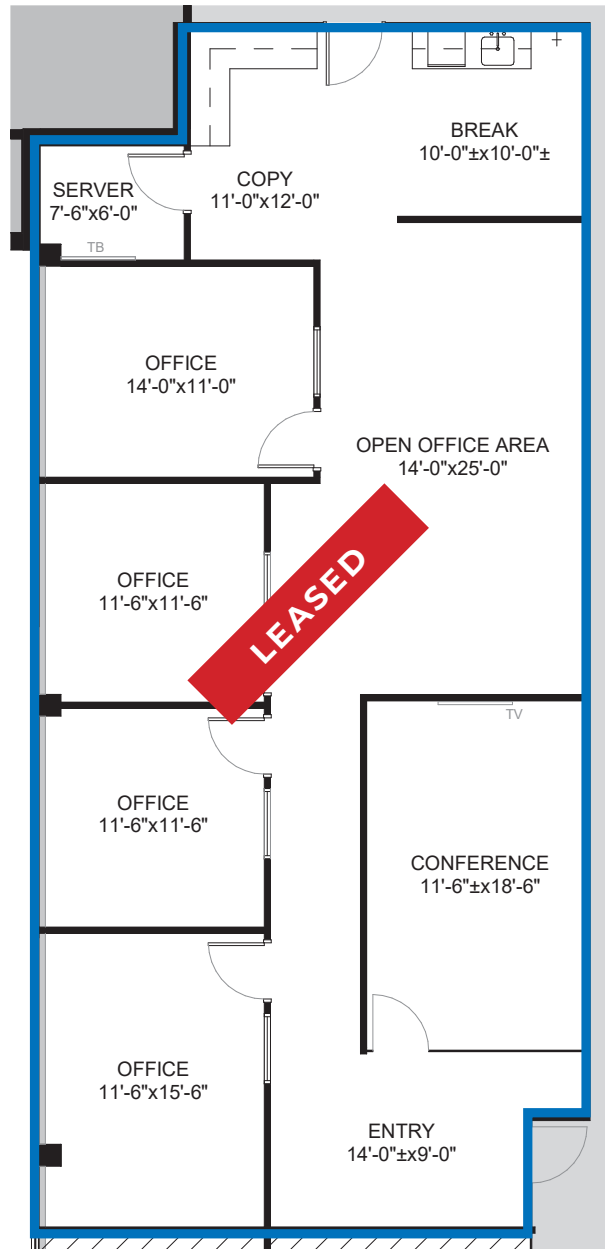 BREAK
10'-0"±x10'-0"±
COPY
11'-0"x12'-0"
SERVER
7'-6"x6'-0"
TB
OFFICE
14'-0"x11'-0"
OPEN OFFICE AREA
14'-0"x25'-0"
LEASED
OFFICE
11'-6"x11'-6"
TV
OFFICE
11'-6"x11'-6"
CONFERENCE
11'-6"±x18'-6"
OFFICE
11'-6"x15'-6"
ENTRY
14'-0"±x9'-0"